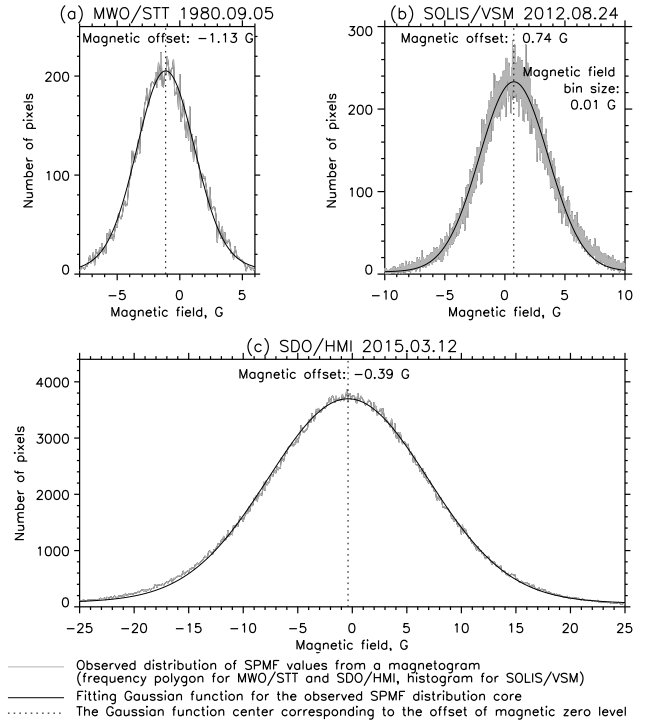 (a) MWO/STT 1980.09.05
Magnetic offset: −1.13 G
200
100
0
Number of pixels
−5 0 5
Magnetic field, G
(b) SOLIS/VSM 2012.08.24
Magnetic offset: 0.74 G
Magnetic field
bin size:
0.01 G
300
200
100
0
Number of pixels
−10 −5 0 5 10
Magnetic field, G
(c) SDO/HMI 2015.03.12
Magnetic offset: −0.39 G
4000
3000
2000
1000
0
Number of pixels
−25 −20 −15 −10 −5 0 5 10 15 20 25
Magnetic field, G
Observed distribution of SPMF values from a magnetogram
(frequency polygon for MWO/STT and SDO/HMI, histogram for SOLIS/VSM)
Fitting Gaussian function for the observed SPMF distribution core
The Gaussian function center corresponding to the offset of magnetic zero level